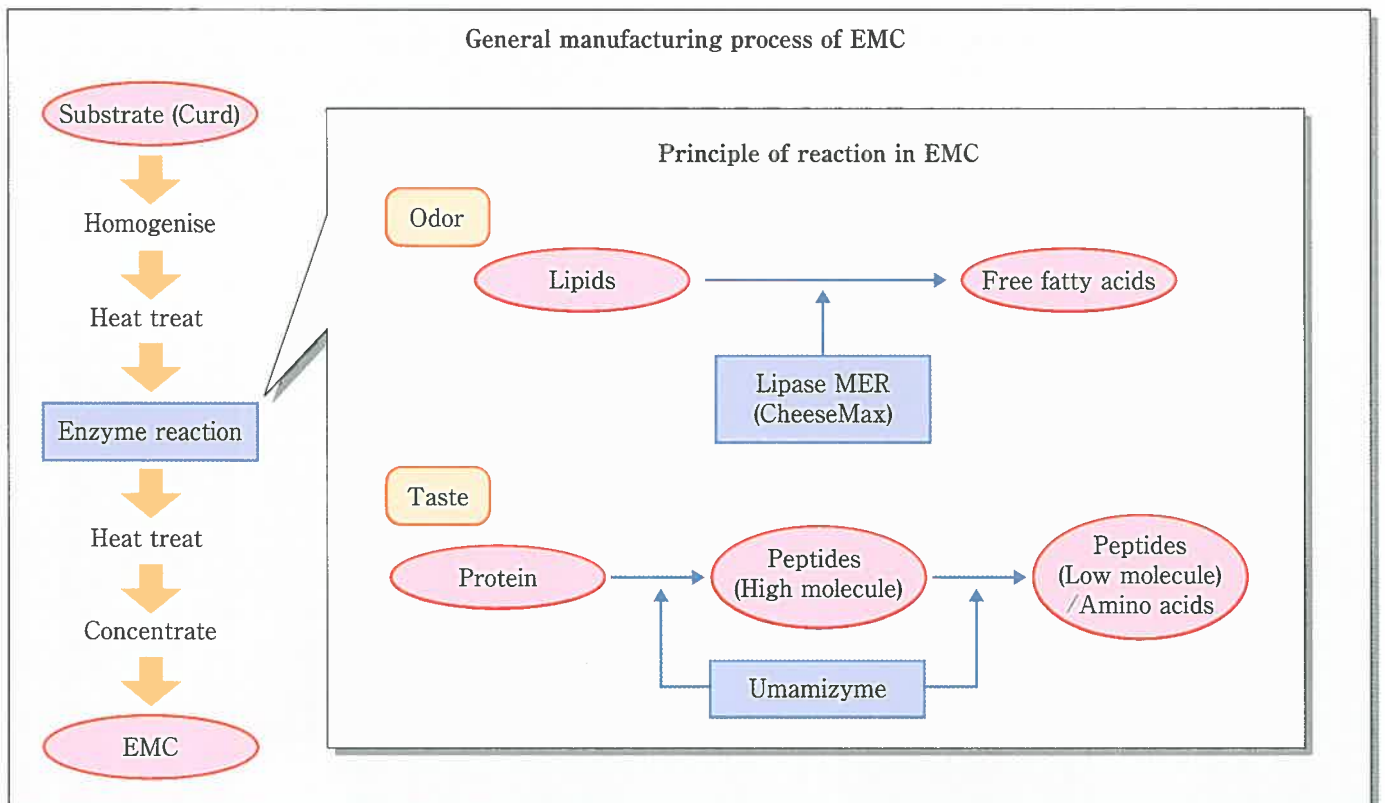 General manufacturing process of EMC
Substrate (Curd)
Homogenise
Heat treat
Enzyme reaction
Heat treat
Concentrate
EMC
Principle of reaction in EMC
Odor
Lipids
Free fatty acids
Lipase MER
(CheeseMax)
Taste
Protein
Peptides
(High molecule)
Peptides
(Low molecule)
/Amino acids
Umamizyme